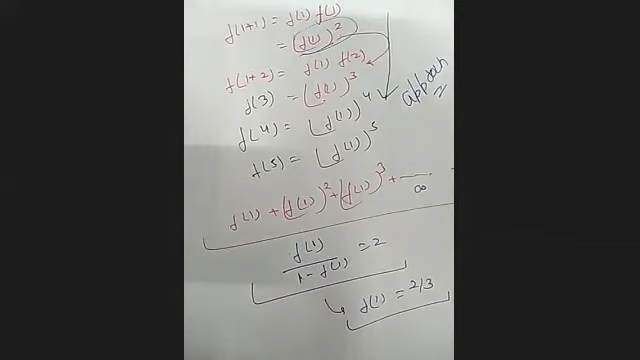 f(1+1) = f(1) f(1)
= (f(1))²
f(1+2) = f(1) f(2)
f(3) = (f(1))³
f(4) = (f(1))⁴
f(5) = (f(1))⁵
approach
f(1) + (f(1))² + (f(1))³ + ---- ∞
f(1) / 1 - f(1) = 2
f(1) = 2/3